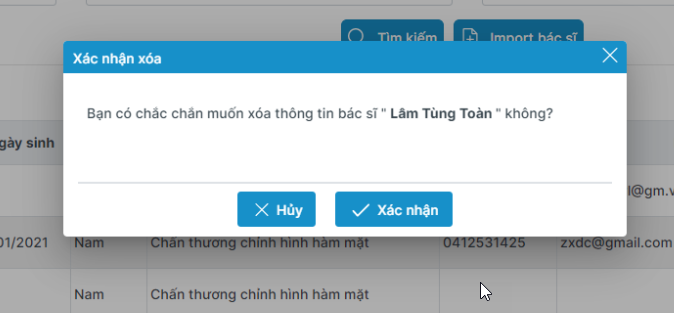 Tìm kiếm Import bác sĩ
Xác nhận xóa
Bạn có chắc chắn muốn xóa thông tin bác sĩ " Lâm Tùng Toàn " không?
gày sinh
l@gm.v
Hủy Xác nhận
01/2021 Nam Chấn thương chỉnh hình hàm mặt 0412531425 zxdc@gmail.com
Nam Chấn thương chỉnh hình hàm mặt